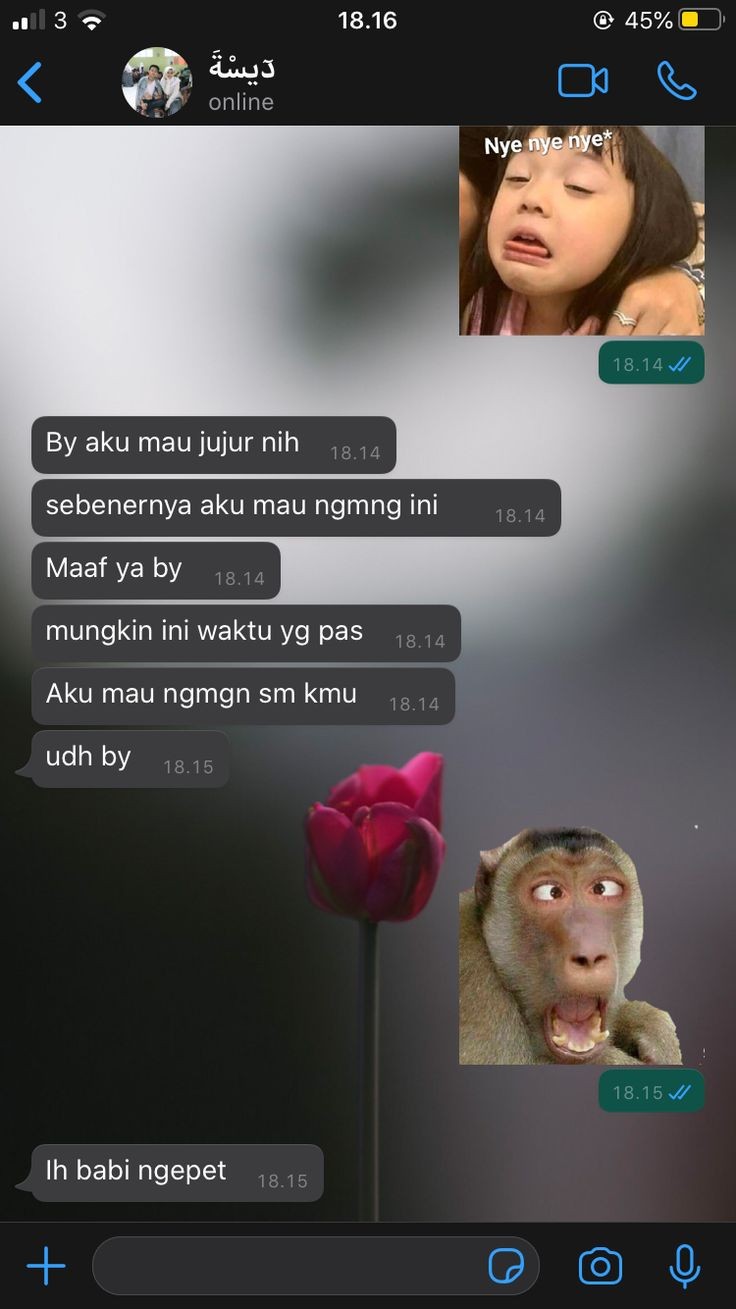 3
18.16
45%
دَٓيسْةَ
online
Nye nye nye*
18.14
By aku mau jujur nih 18.14
sebenernya aku mau ngmng ini 18.14
Maaf ya by 18.14
mungkin ini waktu yg pas 18.14
Aku mau ngmgn sm kmu 18.14
udh by 18.15
18.15
Ih babi ngepet 18.15